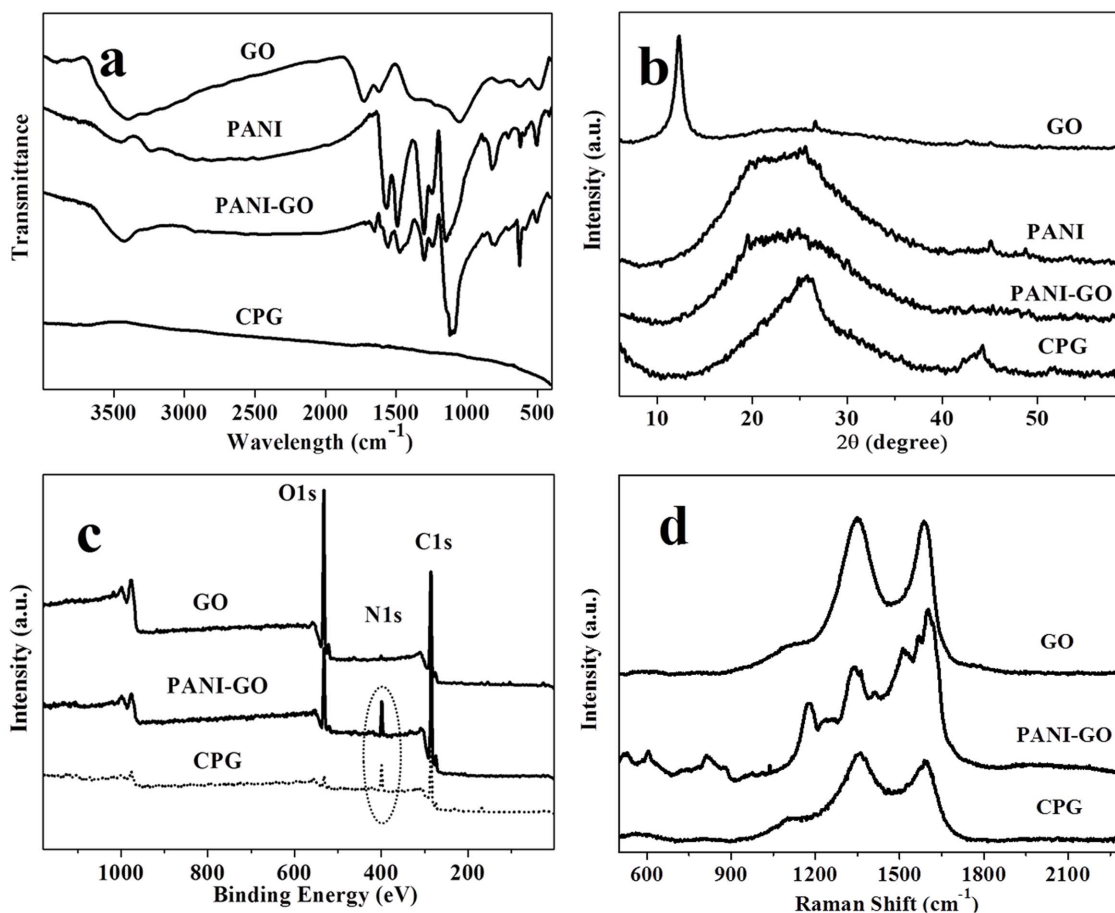 a
GO
PANI
PANI-GO
CPG
Transmittance
3500 3000 2000 1500 1000 500
Wavelength (cm⁻¹)
b
GO
PANI
PANI-GO
CPG
Intensity (a.u.)
10 20 30 40 50
2θ (degree)
c
O1s
C1s
N1s
GO
PANI-GO
CPG
Intensity (a.u.)
1000 800 600 400 200
Binding Energy (eV)
d
GO
PANI-GO
CPG
Intensity (a.u.)
600 900 1200 1500 1800 2100
Raman Shift (cm⁻¹)